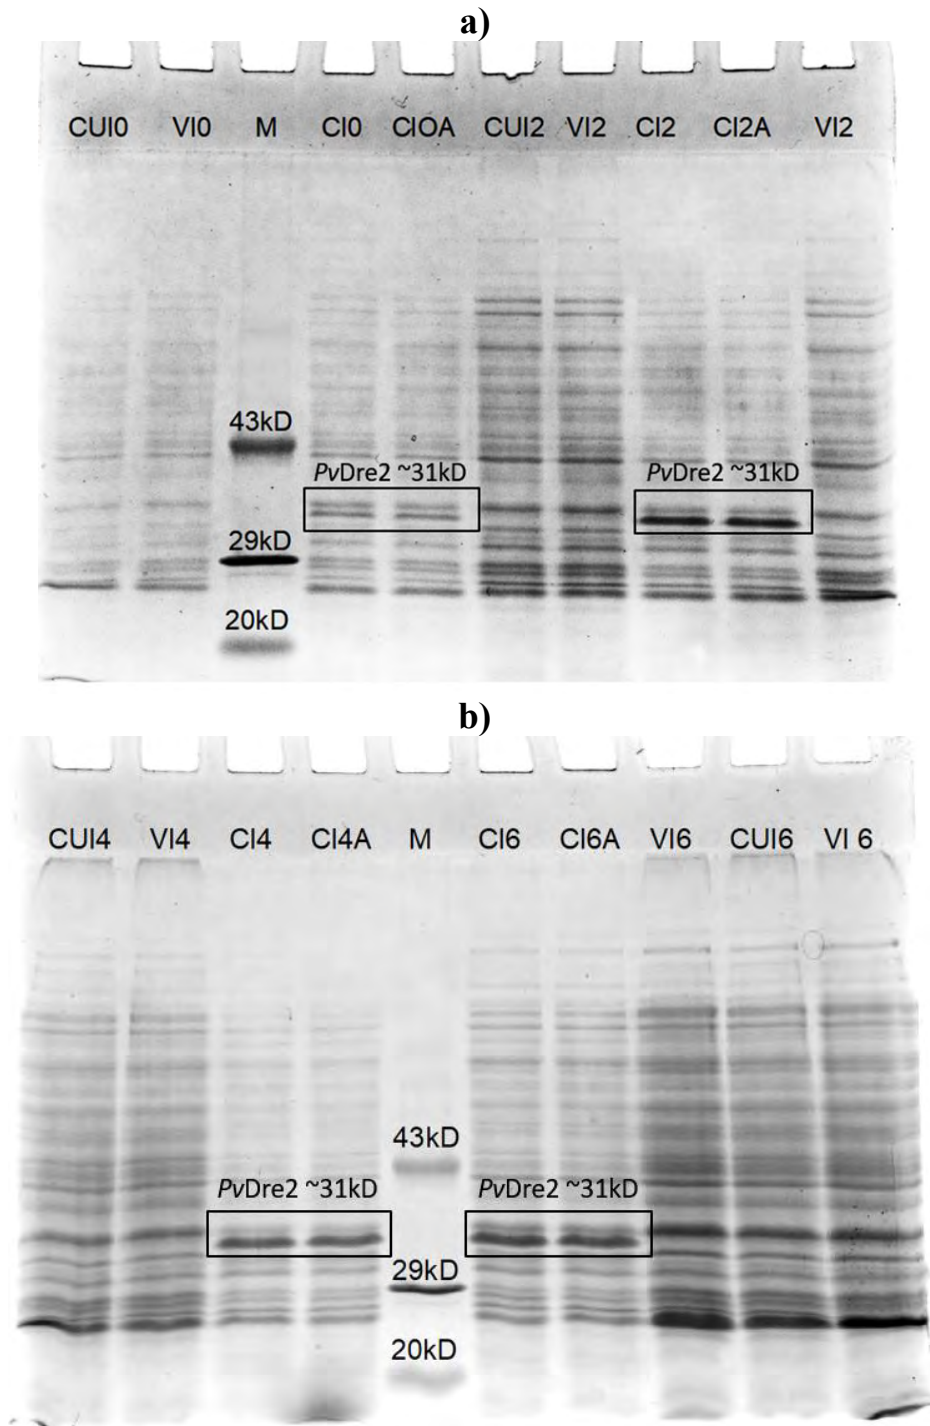 a)
CUI0 VI0 M CI0 CIOA CUI2 VI2 CI2 CI2A VI2
43kD
PvDre2 ~31kD PvDre2 ~31kD
29kD
20kD
b)
CUI4 VI4 CI4 CI4A M CI6 CI6A VI6 CUI6 VI 6
43kD
PvDre2 ~31kD PvDre2 ~31kD
29kD
20kD